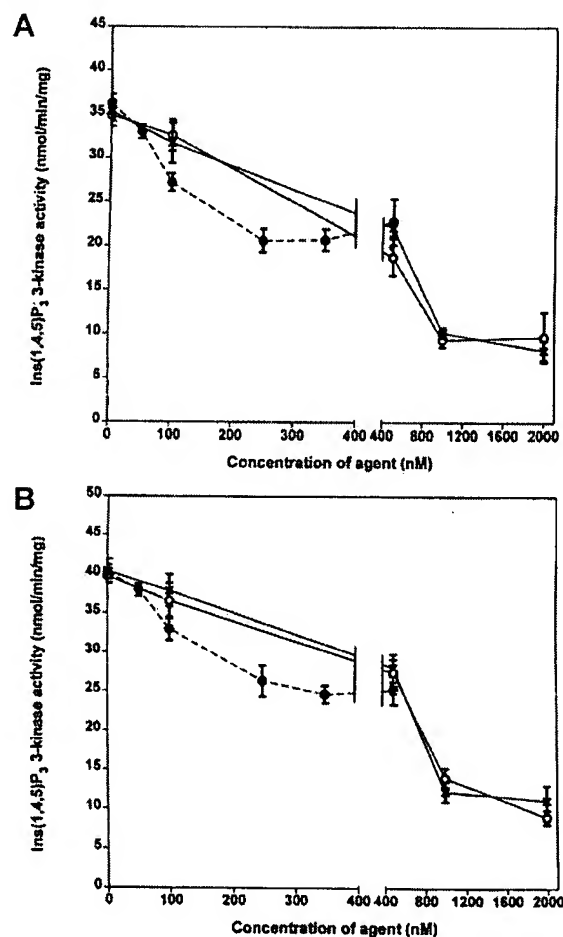 A
Ins(1,4,5)P3 3-kinase activity (nmol/min/mg)
45
40
35
30
25
20
15
10
5
0
0 100 200 300 400 400 800 1200 1600 2000
Concentration of agent (nM)
B
Ins(1,4,5)P3 3-kinase activity (nmol/min/mg)
50
45
40
35
30
25
20
15
10
5
0
0 100 200 300 400 400 800 1200 1600 2000
Concentration of agent (nM)